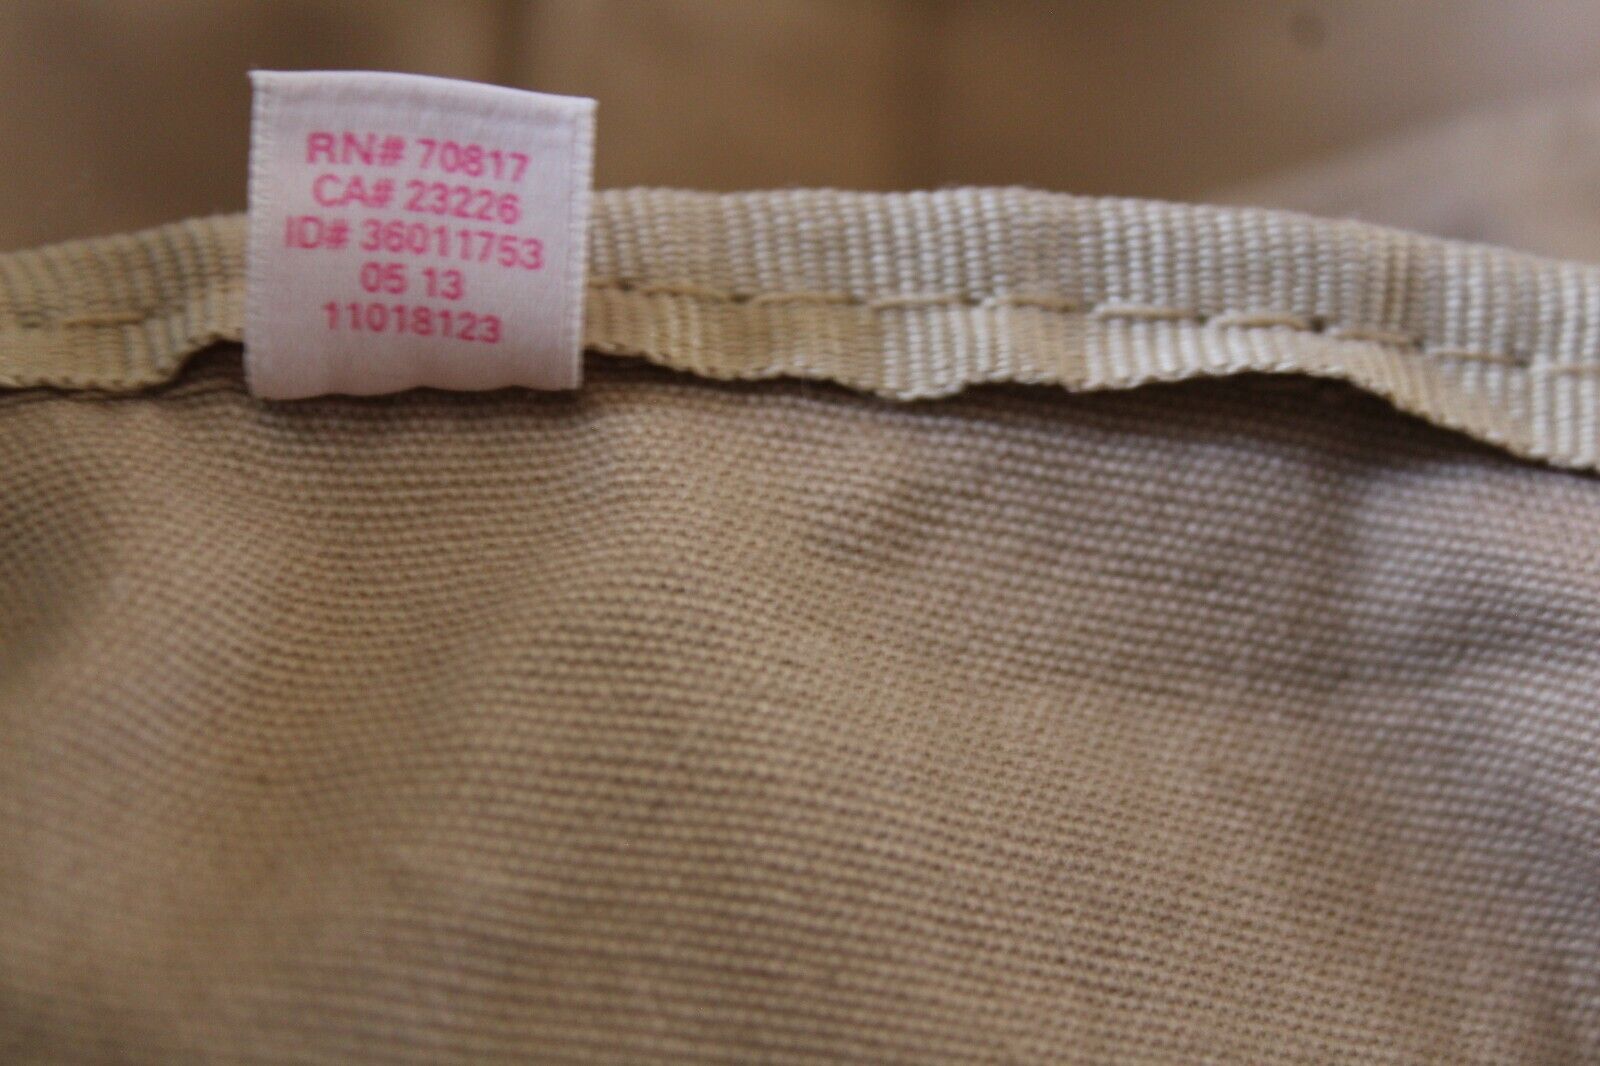 RN# 70817
CA# 23226
ID# 36011753
05 13
11018123